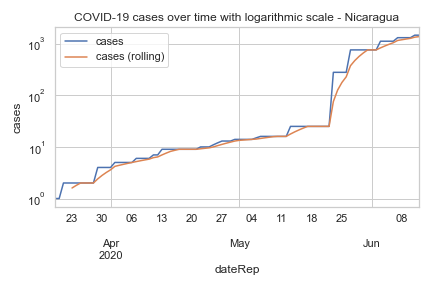 COVID-19 cases over time with logarithmic scale - Nicaragua
cases
cases (rolling)
10³
10²
10¹
10⁰
cases
23 30 06 13 20 27 04 11 18 25 08
Apr May Jun
2020
dateRep